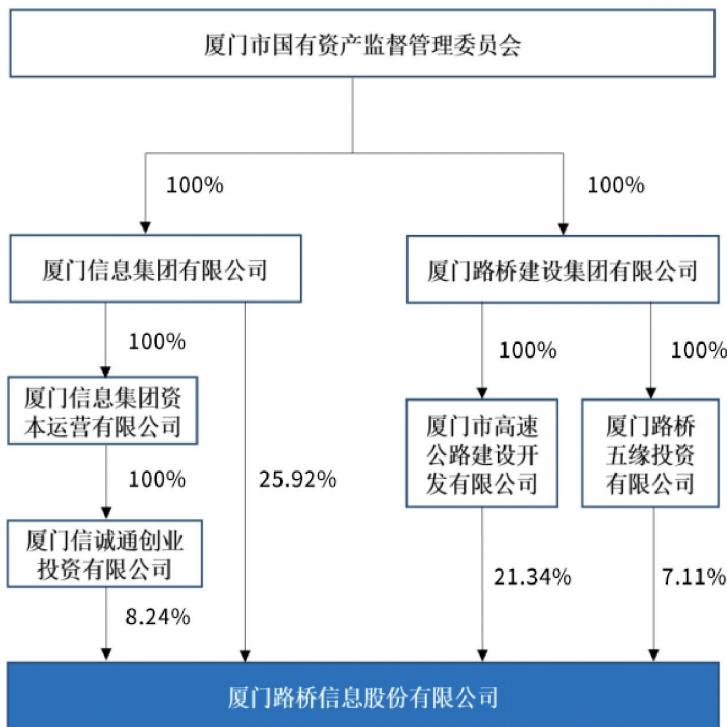 厦门市国有资产监督管理委员会
100%
100%
厦门信息集团有限公司
厦门路桥建设集团有限公司
100%
100%
100%
厦门信息集团资
本运营有限公司
厦门市高速
公路建设开
发有限公司
厦门路桥
五缘投资
有限公司
100%
25.92%
厦门信诚通创业
投资有限公司
21.34%
7.11%
8.24%
厦门路桥信息股份有限公司